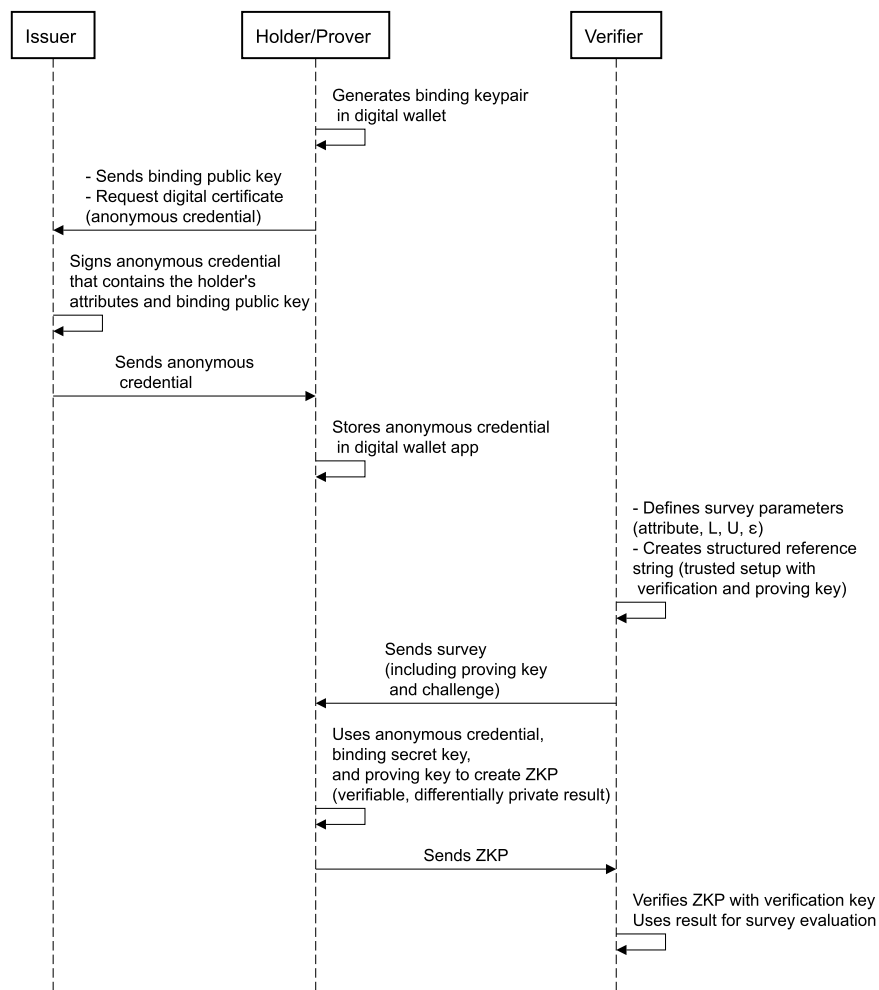 Issuer
Holder/Prover
Verifier
Generates binding keypair
in digital wallet
- Sends binding public key
- Request digital certificate
(anonymous credential)
Signs anonymous credential
that contains the holder's
attributes and binding public key
Sends anonymous
credential
Stores anonymous credential
in digital wallet app
- Defines survey parameters
(attribute, L, U, ε)
- Creates structured reference
string (trusted setup with
verification and proving key)
Sends survey
(including proving key
and challenge)
Uses anonymous credential,
binding secret key,
and proving key to create ZKP
(verifiable, differentially private result)
Sends ZKP
Verifies ZKP with verification key
Uses result for survey evaluation